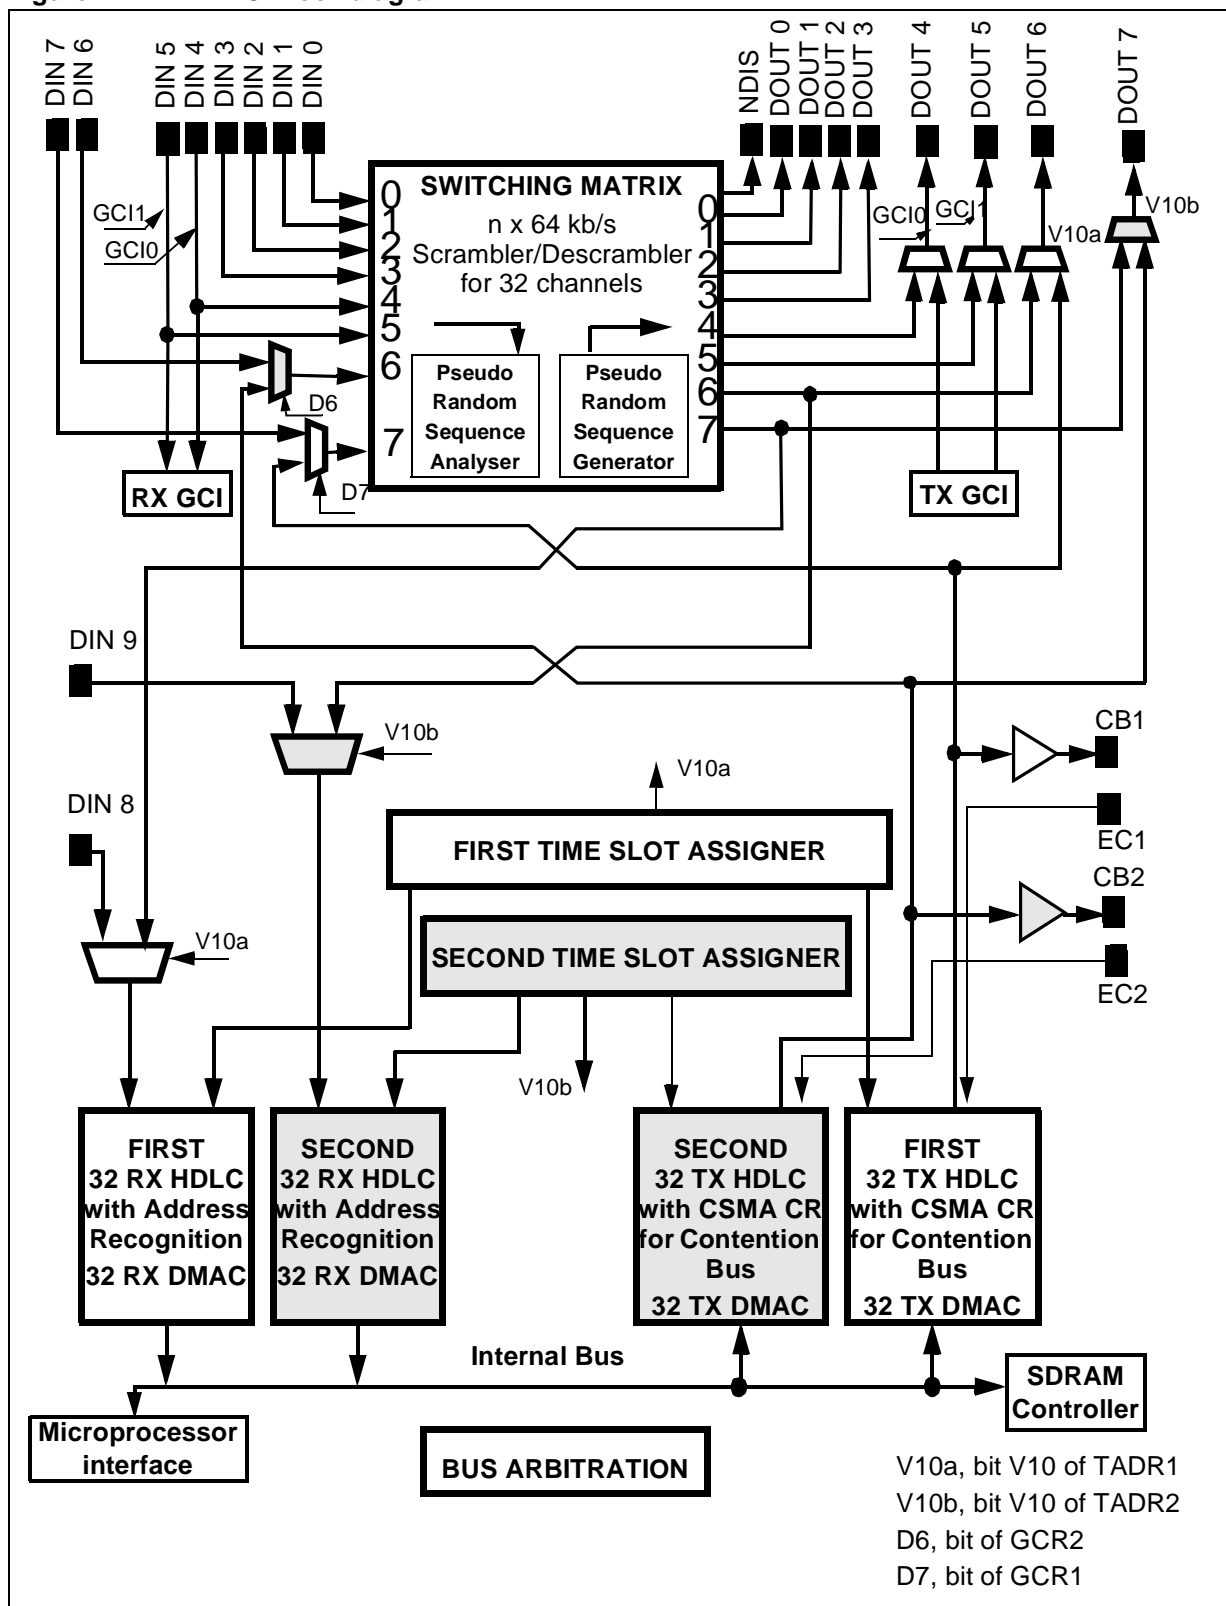 DIN 7
DIN 6
DIN 5
DIN 4
DIN 3
DIN 2
DIN 1
DIN 0
NDIS
DOUT 0
DOUT 1
DOUT 2
DOUT 3
DOUT 4
DOUT 5
DOUT 6
DOUT 7
GCI1
GCI0
0
1
2
3
4
5
6
7
SWITCHING MATRIX
n x 64 kb/s
Scrambler/Descrambler
for 32 channels
Pseudo
Random
Sequence
Analyser
Pseudo
Random
Sequence
Generator
0
1
2
3
4
5
6
7
GCI0
GCI1
V10a
V10b
D6
D7
RX GCI
TX GCI
DIN 9
V10b
DIN 8
V10a
V10a
CB1
EC1
CB2
EC2
FIRST TIME SLOT ASSIGNER
SECOND TIME SLOT ASSIGNER
V10b
FIRST
32 RX HDLC
with Address
Recognition
32 RX DMAC
SECOND
32 RX HDLC
with Address
Recognition
32 RX DMAC
SECOND
32 TX HDLC
with CSMA CR
for Contention
Bus
32 TX DMAC
FIRST
32 TX HDLC
with CSMA CR
for Contention
Bus
32 TX DMAC
Internal Bus
SDRAM
Controller
Microprocessor
interface
BUS ARBITRATION
V10a, bit V10 of TADR1
V10b, bit V10 of TADR2
D6, bit of GCR2
D7, bit of GCR1